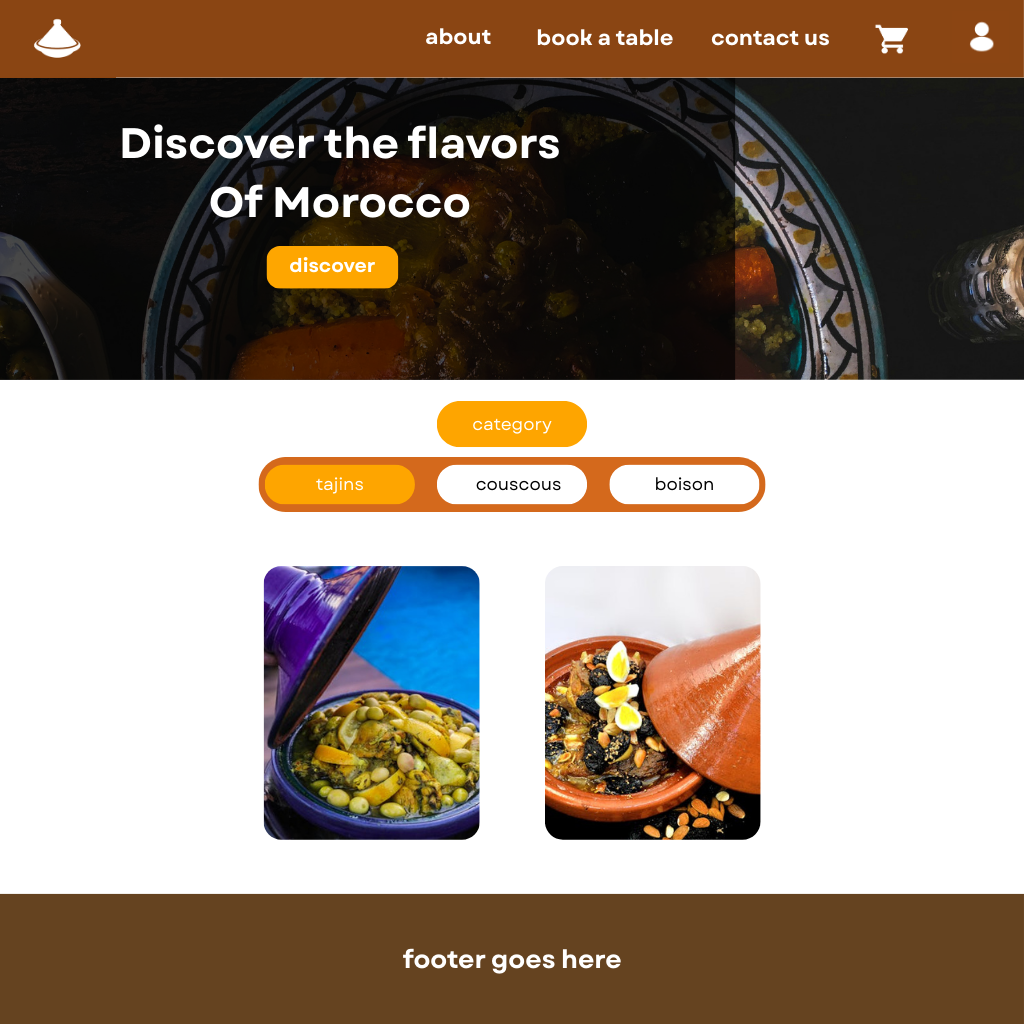 about
book a table
contact us
Discover the flavors
Of Morocco
discover
category
tajins
couscous
boison
footer goes here